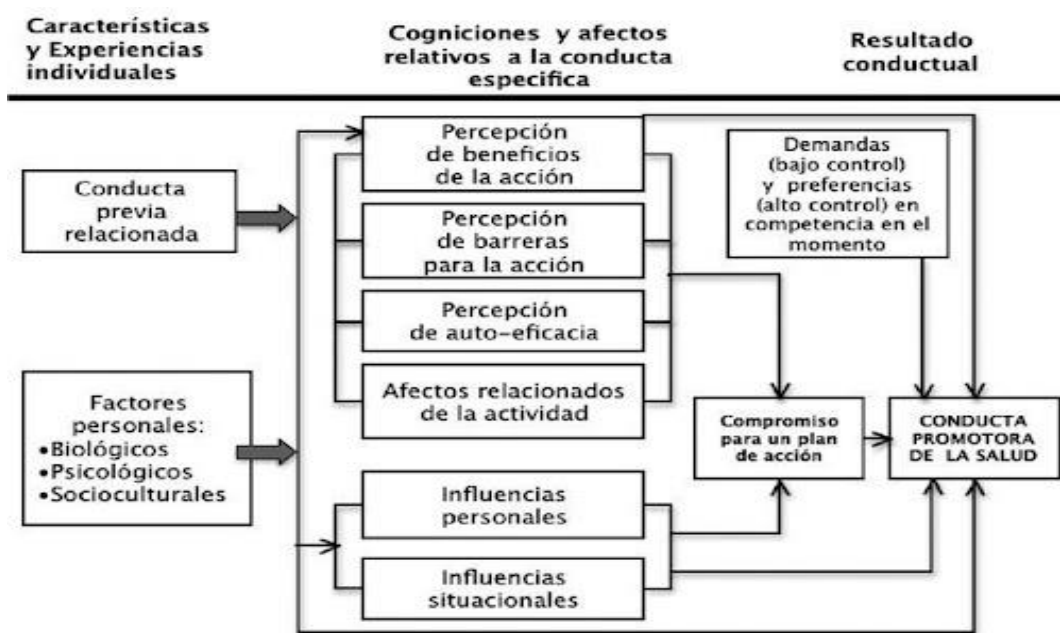 Características
y Experiencias
individuales
Cogniciones y afectos
relativos a la conducta
especifica
Resultado
conductual
Conducta
previa
relacionada
Factores
personales:
•Biológicos
•Psicológicos
•Socioculturales
Percepción
de beneficios
de la acción
Percepción
de barreras
para la acción
Percepción
de auto-eficacia
Afectos relacionados
de la actividad
Influencias
personales
Influencias
situacionales
Demandas
(bajo control)
y preferencias
(alto control) en
competencia en el
momento
Compromiso
para un plan
de acción
CONDUCTA
PROMOTORA
DE LA SALUD